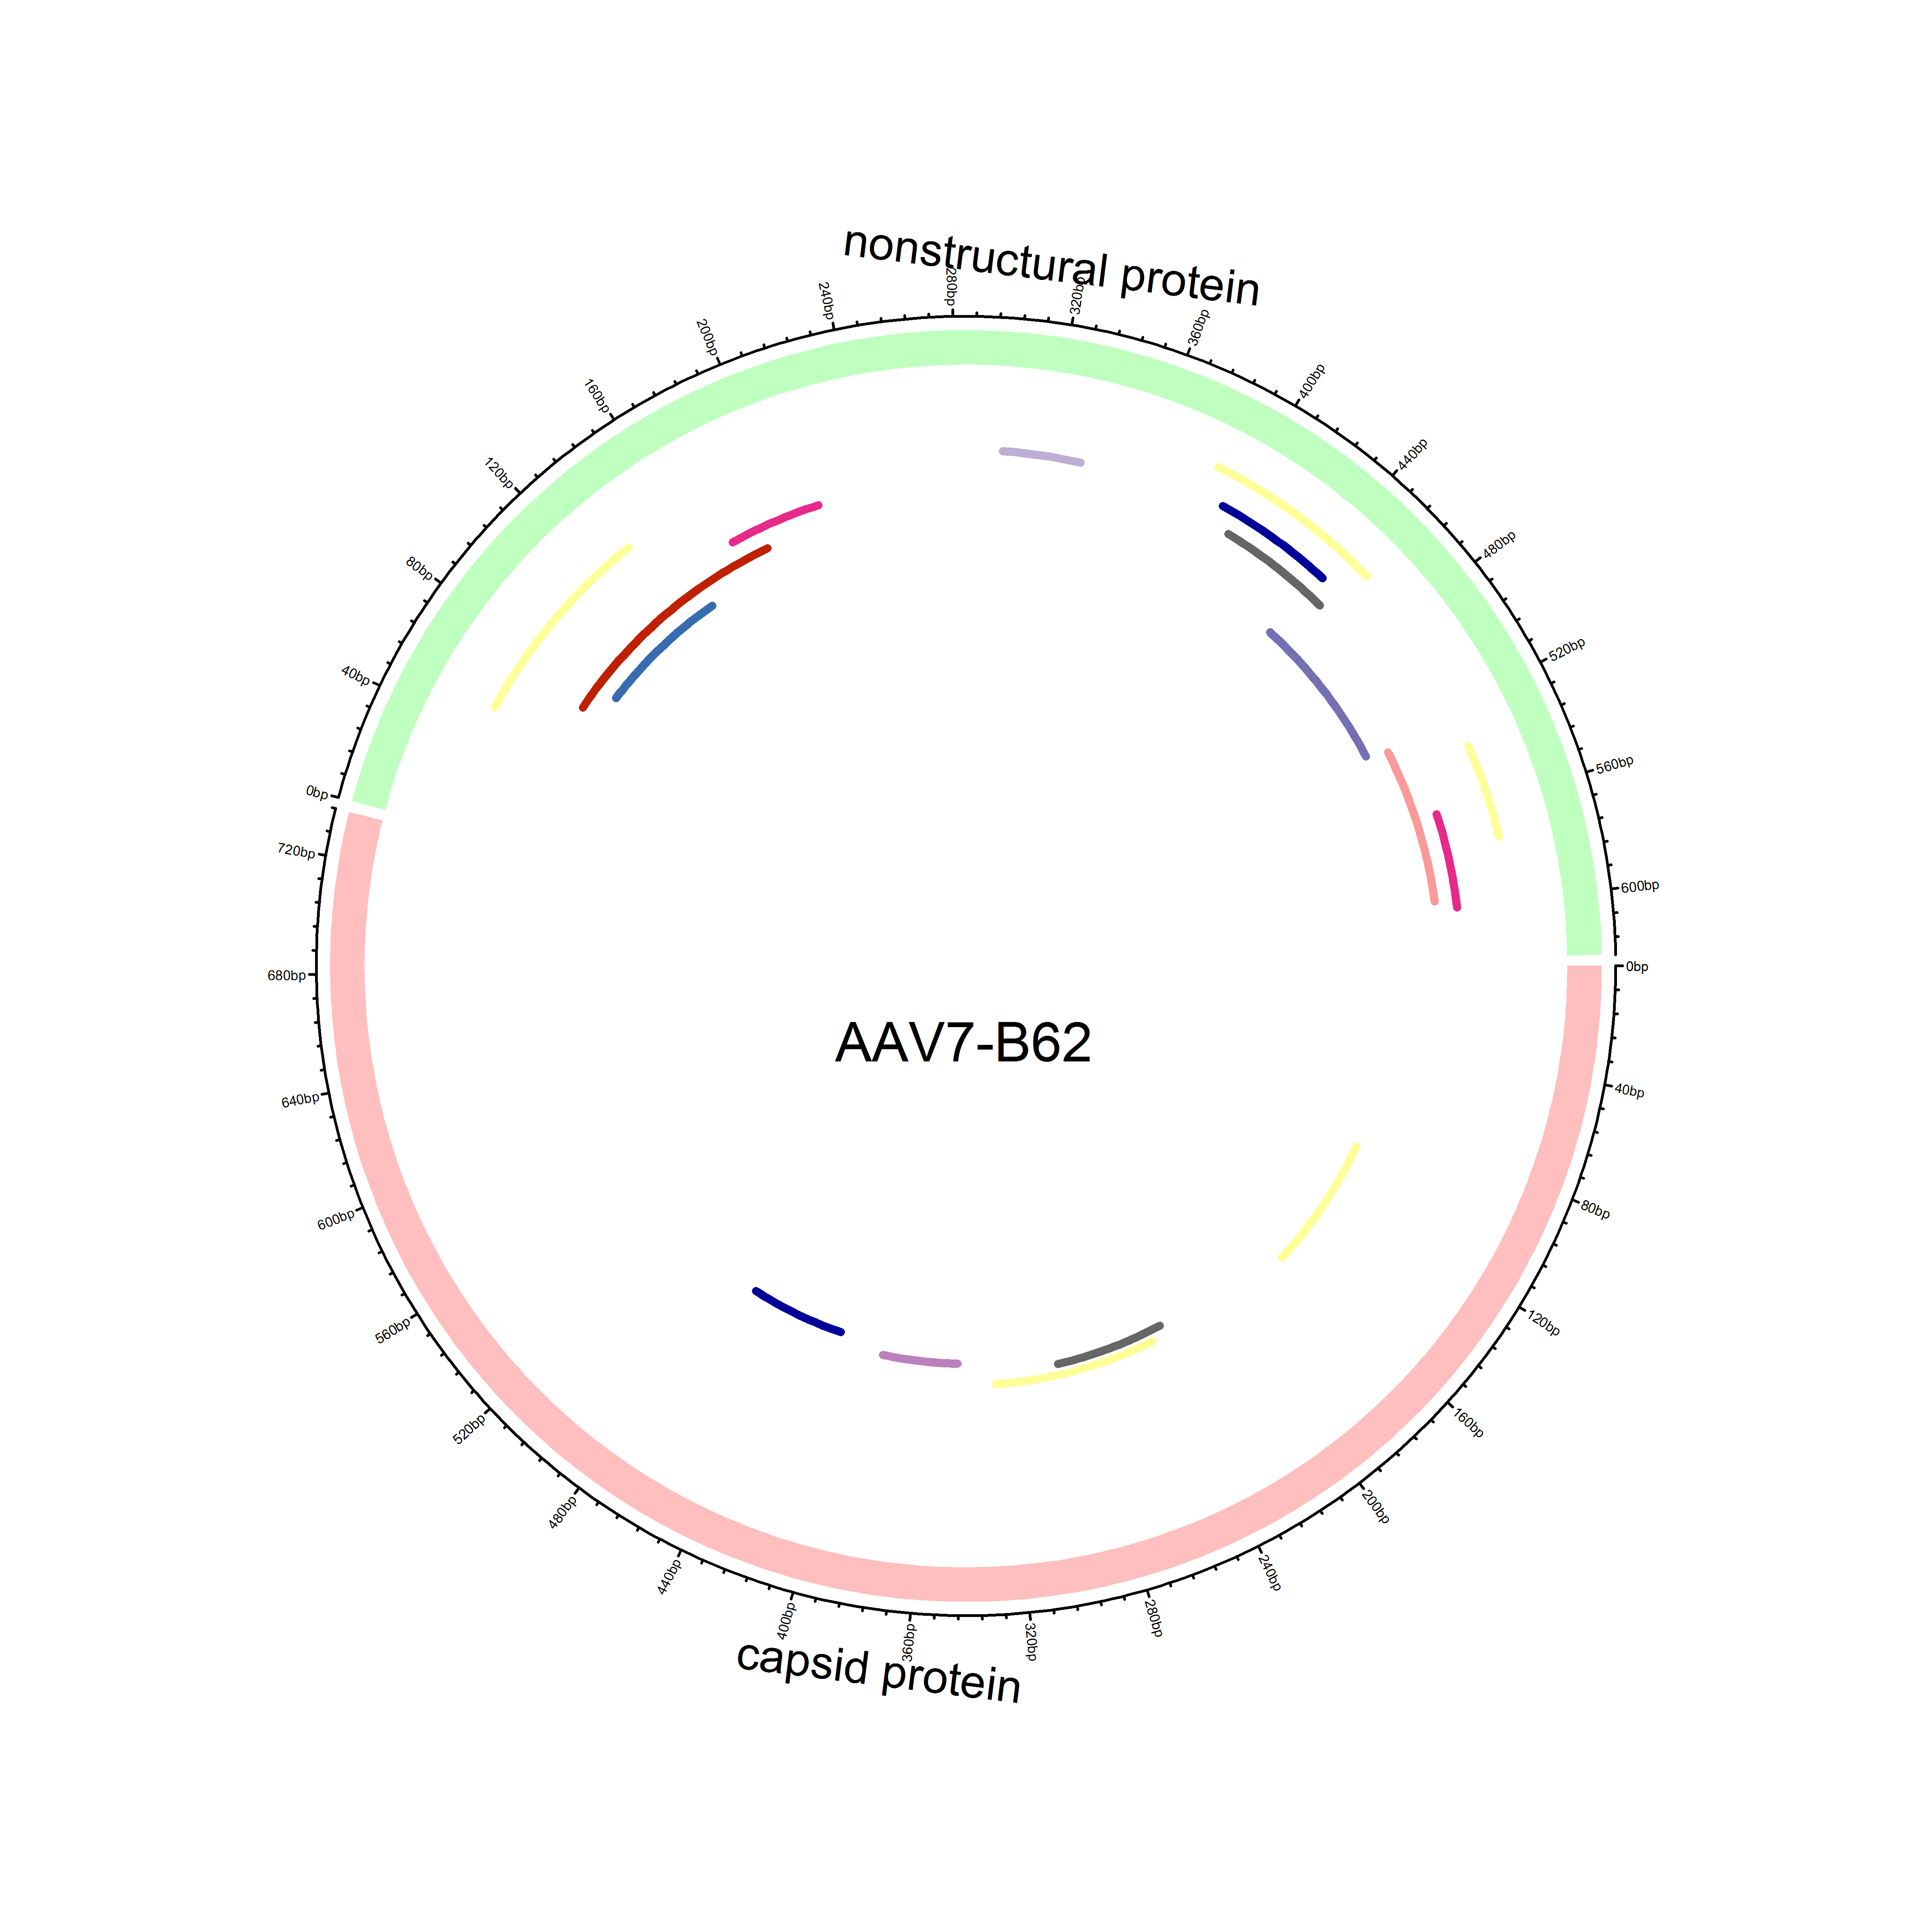 nonstructural protein
0bp
40bp
80bp
120bp
160bp
200bp
240bp
280bp
320bp
360bp
400bp
440bp
480bp
520bp
560bp
600bp
0bp
40bp
80bp
120bp
160bp
200bp
240bp
280bp
320bp
360bp
400bp
440bp
480bp
520bp
560bp
600bp
640bp
680bp
720bp
AAV7-B62
capsid protein